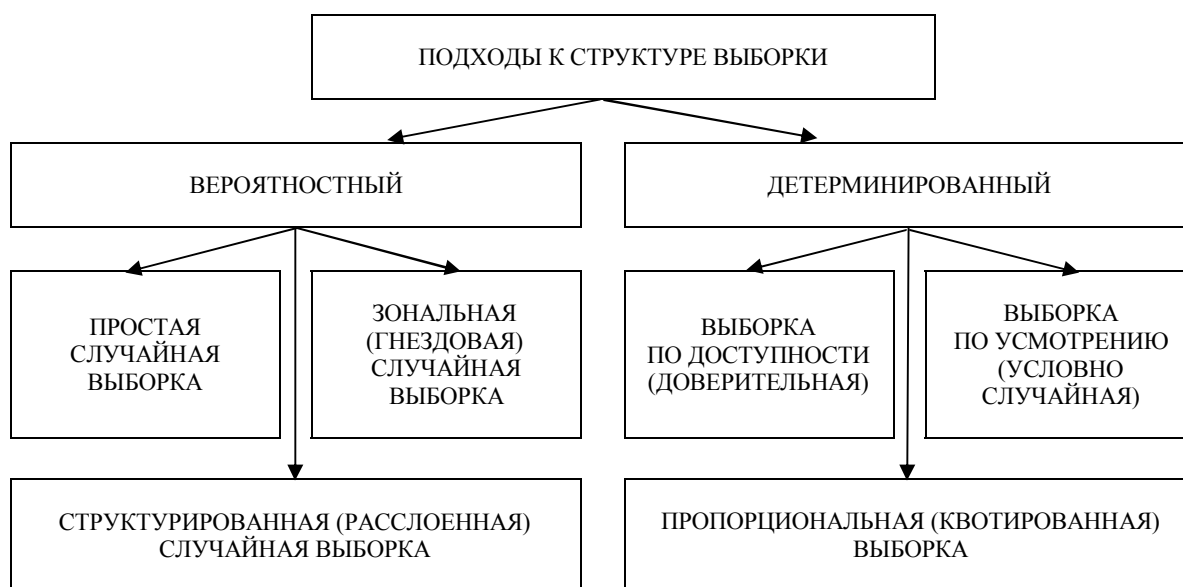 ПОДХОДЫ К СТРУКТУРЕ ВЫБОРКИ
ВЕРОЯТНОСТНЫЙ
ДЕТЕРМИНИРОВАННЫЙ
ПРОСТАЯ
СЛУЧАЙНАЯ
ВЫБОРКА
ЗОНАЛЬНАЯ
(ГНЕЗДОВАЯ)
СЛУЧАЙНАЯ
ВЫБОРКА
ВЫБОРКА
ПО ДОСТУПНОСТИ
(ДОВЕРИТЕЛЬНАЯ)
ВЫБОРКА
ПО УСМОТРЕНИЮ
(УСЛОВНО
СЛУЧАЙНАЯ)
СТРУКТУРИРОВАННАЯ (РАССЛОЕННАЯ)
СЛУЧАЙНАЯ ВЫБОРКА
ПРОПОРЦИОНАЛЬНАЯ (КВОТИРОВАННАЯ)
ВЫБОРКА